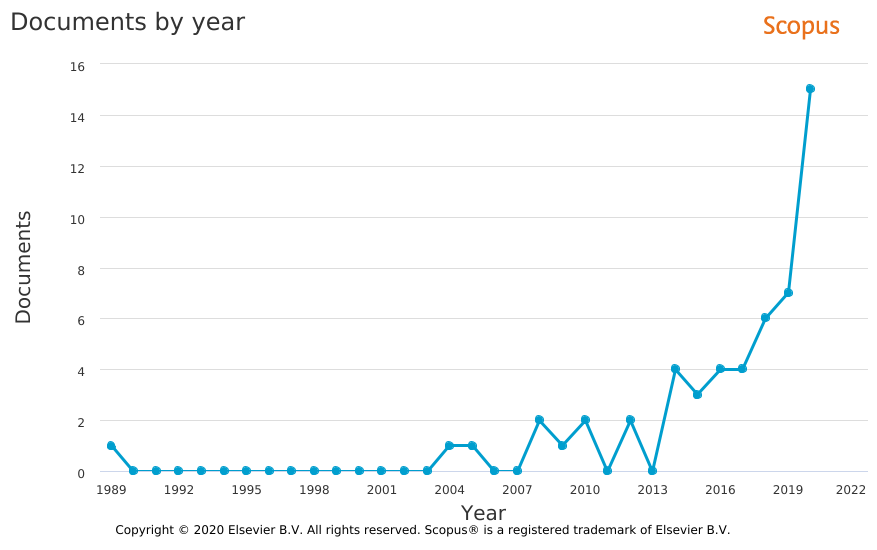 Documents by year
Scopus
16
14
12
10
8
6
4
2
0
Documents
1989 1992 1995 1998 2001 2004 2007 2010 2013 2016 2019 2022
Year
Copyright © 2020 Elsevier B.V. All rights reserved. Scopus® is a registered trademark of Elsevier B.V.